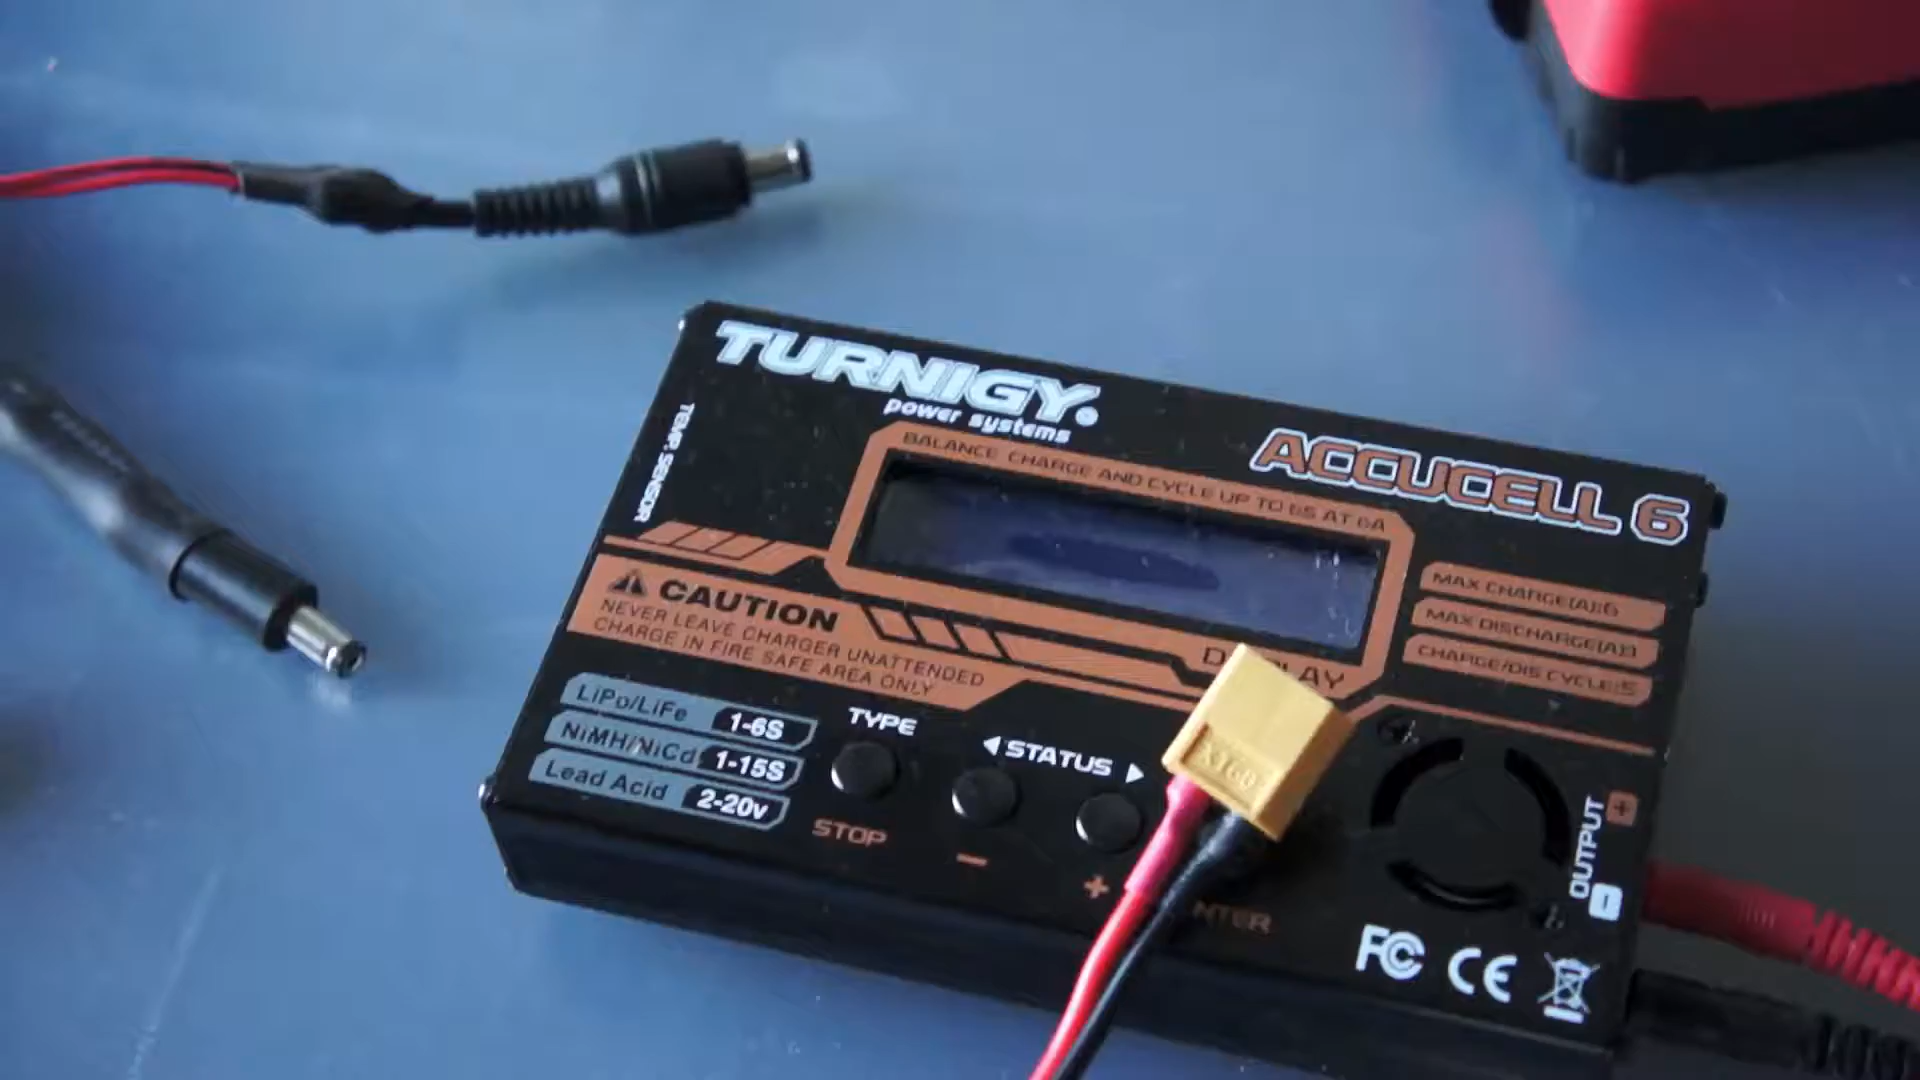 TURNIGY
power systems
TEMP. SENSOR
BALANCE CHARGE AND CYCLE UP TO 6S AT 6A
ACCUCELL 6
MAX CHARGE(A):6
MAX DISCHARGE(A):1
CHARGE/DIS CYCLE:5
CAUTION
NEVER LEAVE CHARGER UNATTENDED
CHARGE IN FIRE SAFE AREA ONLY
LiPo/LiFe 1-6S
NiMH/NiCd 1-15S
Lead Acid 2-20v
TYPE
STOP
◀ STATUS ▶
−
+
XT60
OUTPUT
+
-
FC CE